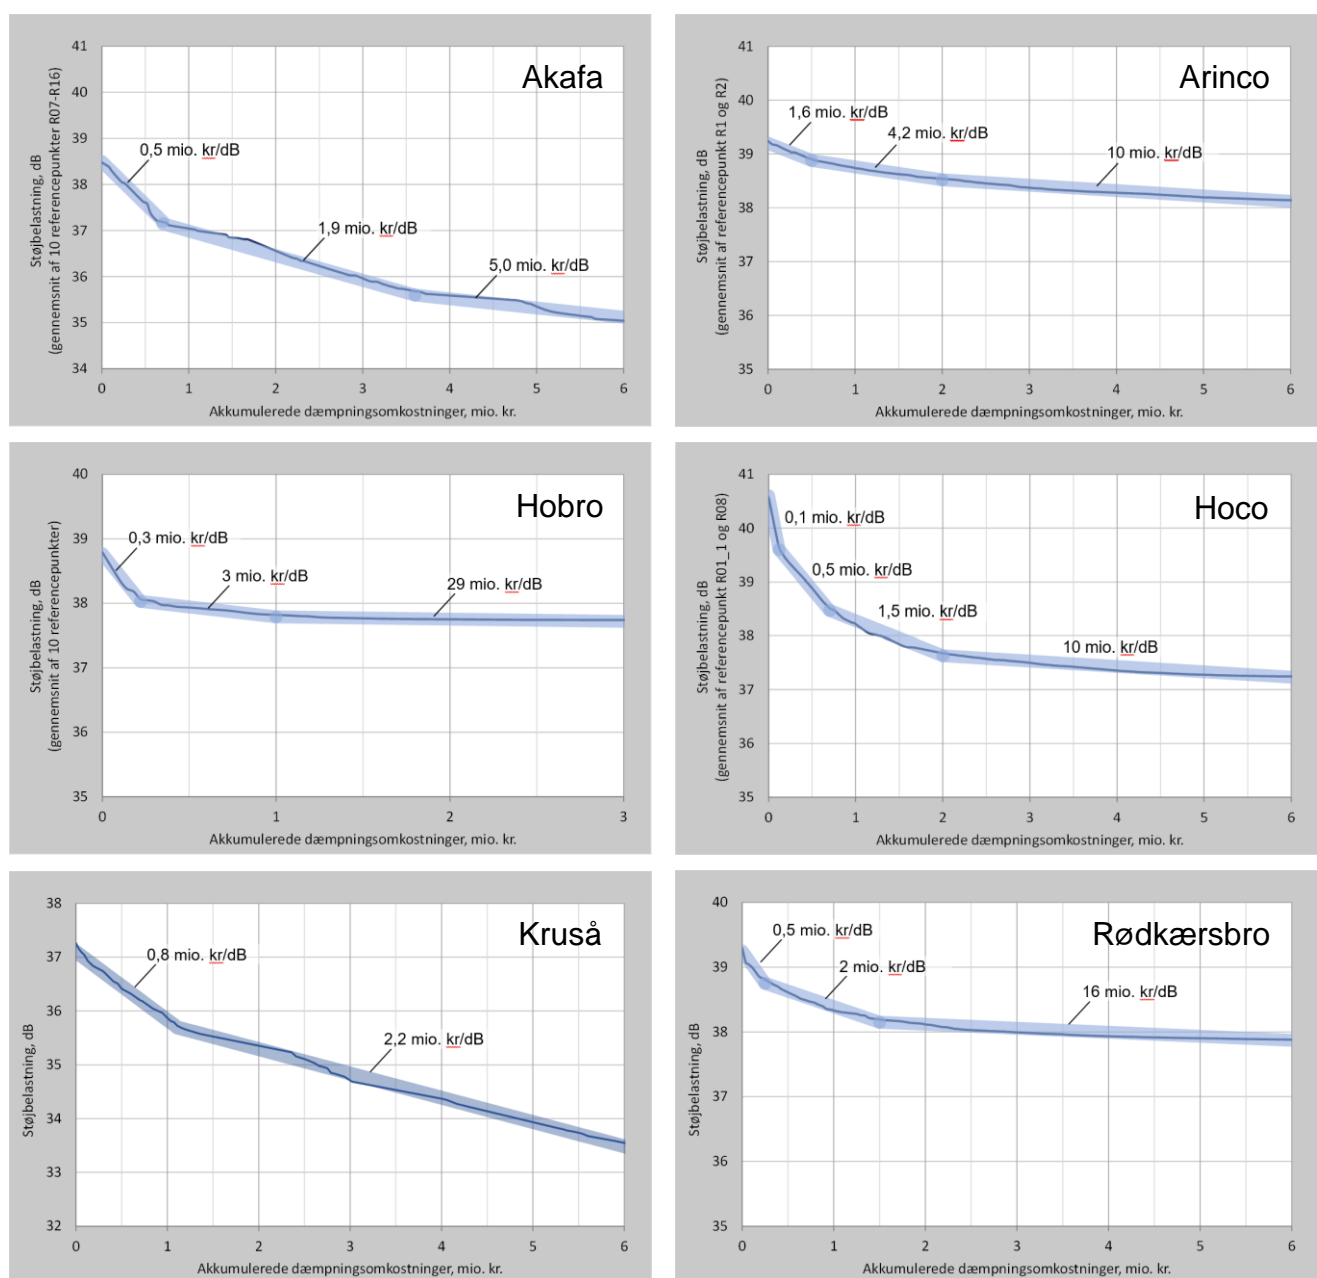 Akafa
Støjbelastning, dB
(gennemsnit af 10 referencepunkter R07-R16)
41
40
39
38
37
36
35
34
0,5 mio. kr/dB
1,9 mio. kr/dB
5,0 mio. kr/dB
0 1 2 3 4 5 6
Akkumulerede dæmpningsomkostninger, mio. kr.
Arinco
Støjbelastning, dB
(gennemsnit af referencepunkt R1 og R2)
41
40
39
38
37
36
35
1,6 mio. kr/dB
4,2 mio. kr/dB
10 mio. kr/dB
0 1 2 3 4 5 6
Akkumulerede dæmpningsomkostninger, mio. kr.
Hobro
Støjbelastning, dB
(gennemsnit af 10 referencepunkter)
40
39
38
37
36
35
0,3 mio. kr/dB
3 mio. kr/dB
29 mio. kr/dB
0 1 2 3
Akkumulerede dæmpningsomkostninger, mio. kr.
Hoco
Støjbelastning, dB
(gennemsnit af referencepunkt R01_1 og R08)
41
40
39
38
37
36
35
0,1 mio. kr/dB
0,5 mio. kr/dB
1,5 mio. kr/dB
10 mio. kr/dB
0 1 2 3 4 5 6
Akkumulerede dæmpningsomkostninger, mio. kr.
Kruså
Støjbelastning, dB
38
37
36
35
34
33
32
0,8 mio. kr/dB
2,2 mio. kr/dB
0 1 2 3 4 5 6
Akkumulerede dæmpningsomkostninger, mio. kr.
Rødkærsbro
Støjbelastning, dB
40
39
38
37
36
35
0,5 mio. kr/dB
2 mio. kr/dB
16 mio. kr/dB
0 1 2 3 4 5 6
Akkumulerede dæmpningsomkostninger, mio. kr.